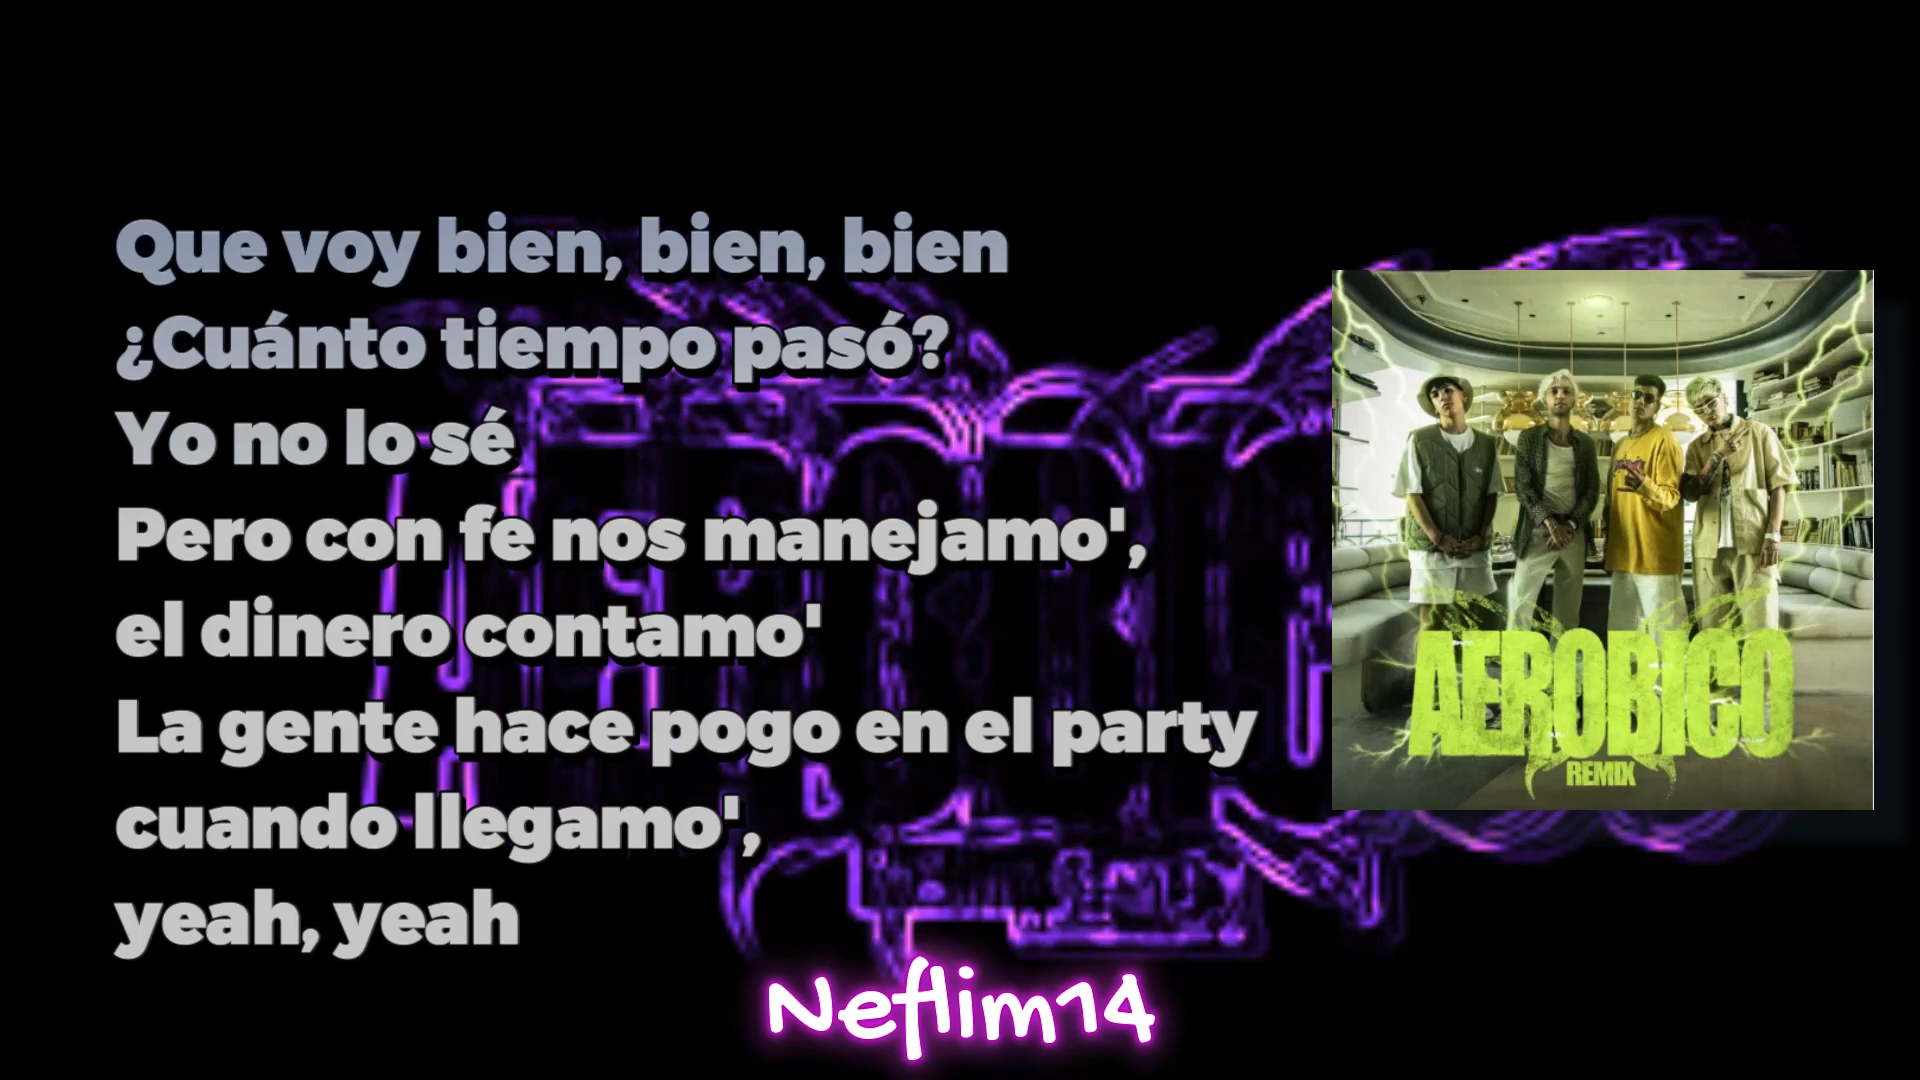 Que voy bien, bien, bien
¿Cuánto tiempo pasó?
Yo no lo sé
Pero con fe nos manejamo',
el dinero contamo'
La gente hace pogo en el party
cuando llegamo',
yeah, yeah
AEROBICO
REMIX
Neflim14